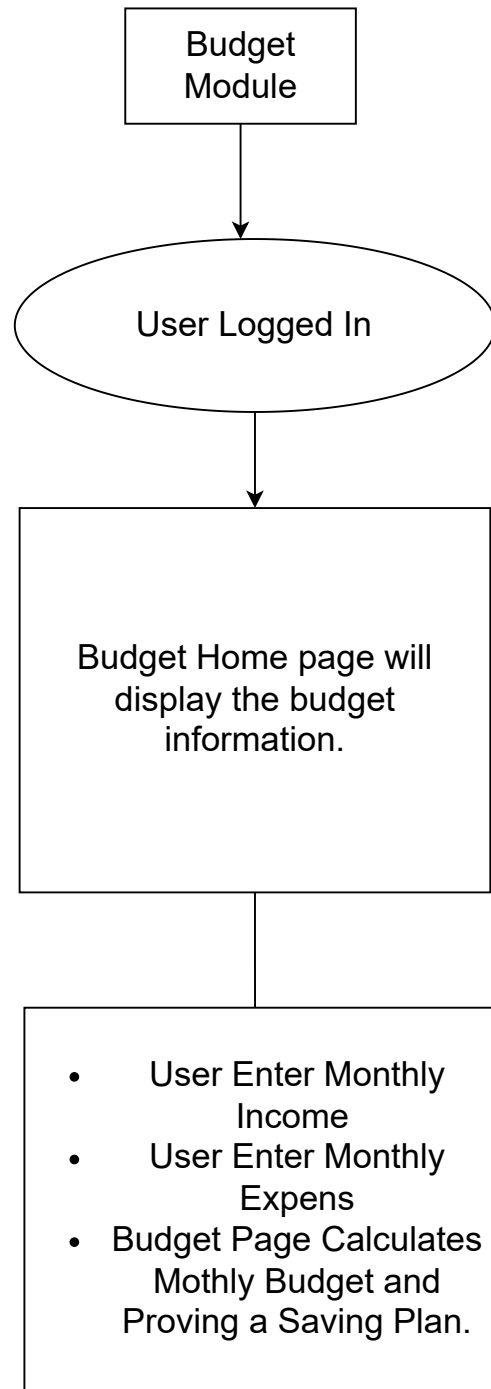 Budget
Module
User Logged In
Budget Home page will
display the budget
information.
• User Enter Monthly
Income
• User Enter Monthly
Expens
• Budget Page Calculates
Mothly Budget and
Proving a Saving Plan.